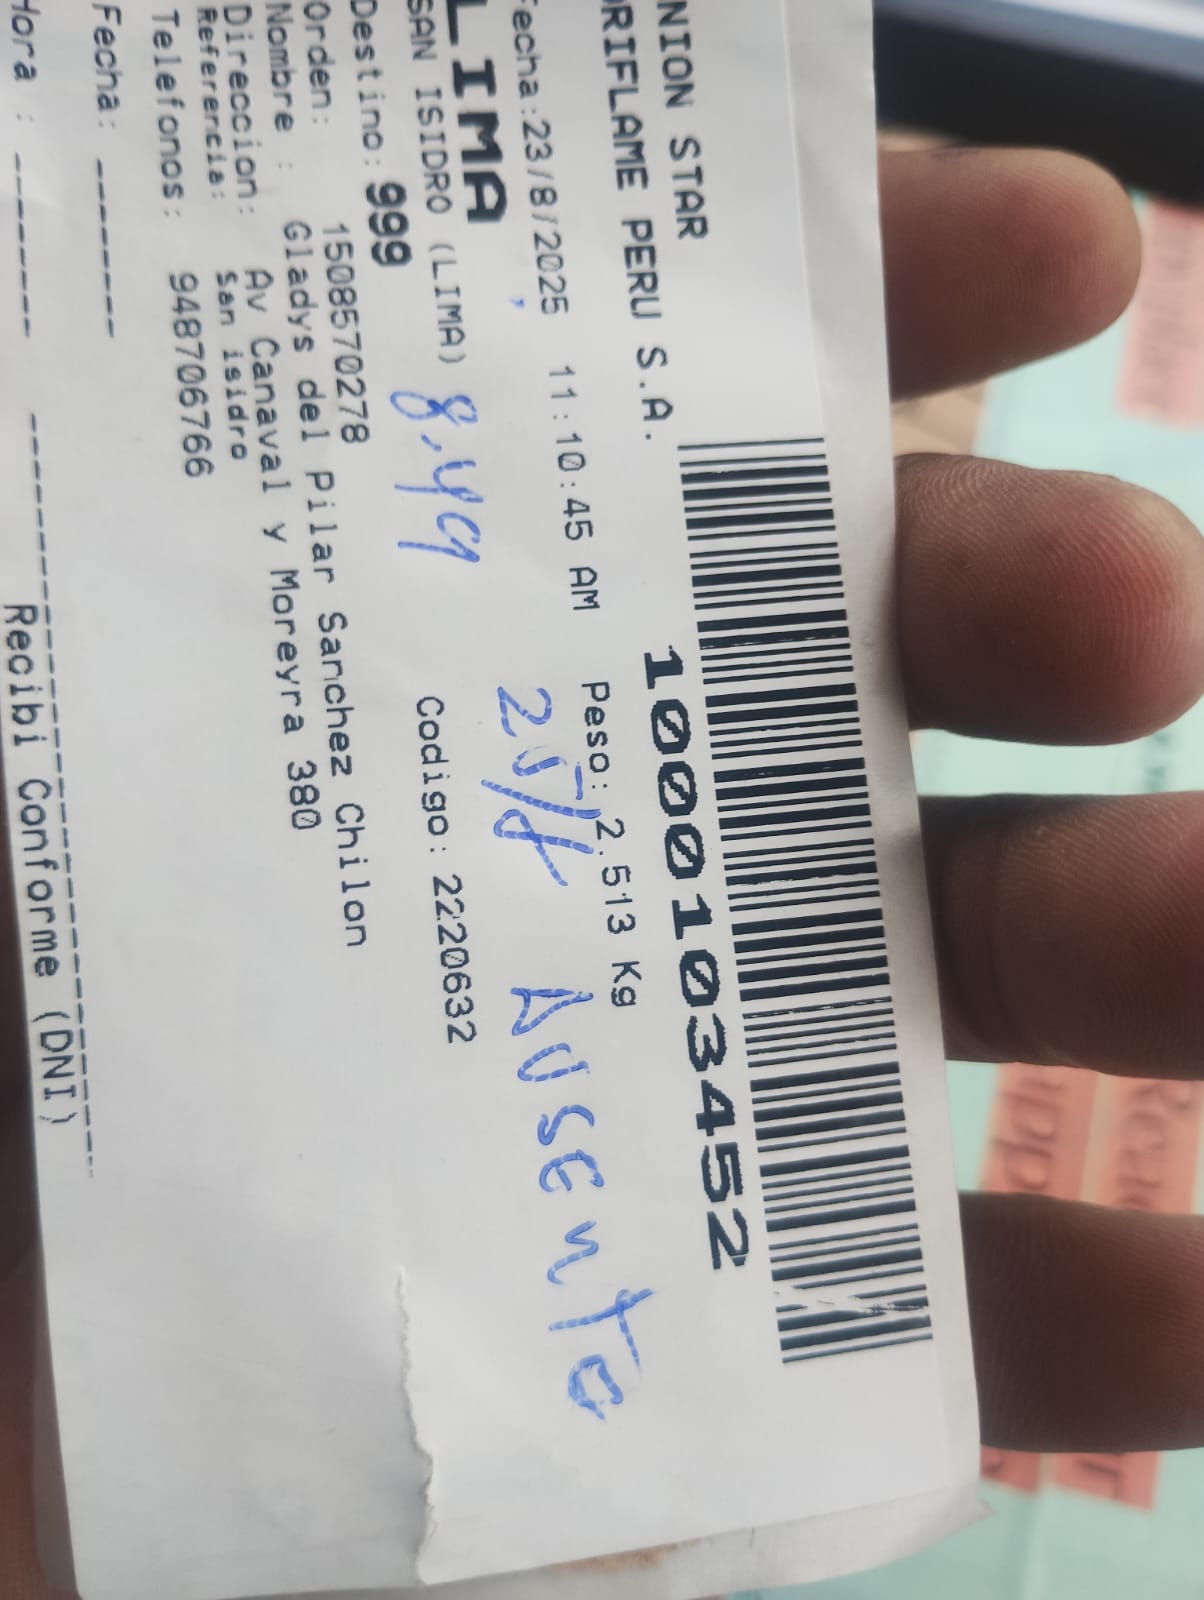 NION STAR
ORIFLAME PERU S.A.
1000103452
Fecha:23/8/2025 11:10:45 AM Peso: 2.513 Kg
LIMA
25/8 Ausente
SAN ISIDRO (LIMA) 8.49
Codigo: 2220632
Destino: 999
Orden: 1508570278
Nombre : Gladys del Pilar Sanchez Chilon
Direccion: Av Canaval y Moreyra 380
Referencia: San isidro
Telefonos: 948706766
Fecha: -------
Hora : -------
Recibi Conforme (DNI)